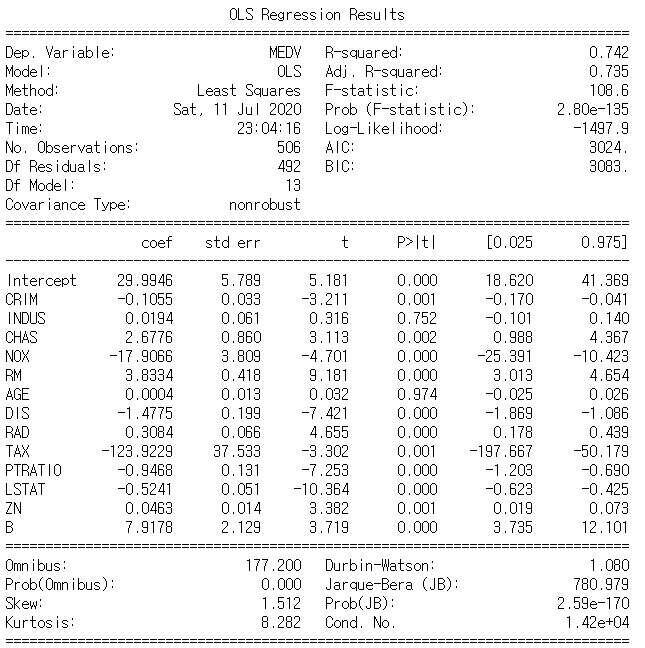 OLS Regression Results
==============================================================================
Dep. Variable: MEDV R-squared: 0.742
Model: OLS Adj. R-squared: 0.735
Method: Least Squares F-statistic: 108.6
Date: Sat, 11 Jul 2020 Prob (F-statistic): 2.80e-135
Time: 23:04:16 Log-Likelihood: -1497.9
No. Observations: 506 AIC: 3024.
Df Residuals: 492 BIC: 3083.
Df Model: 13
Covariance Type: nonrobust
==============================================================================
coef std err t P>|t| [0.025 0.975]
------------------------------------------------------------------------------
Intercept 29.9946 5.789 5.181 0.000 18.620 41.369
CRIM -0.1055 0.033 -3.211 0.001 -0.170 -0.041
INDUS 0.0194 0.061 0.316 0.752 -0.101 0.140
CHAS 2.6776 0.860 3.113 0.002 0.988 4.367
NOX -17.9066 3.809 -4.701 0.000 -25.391 -10.423
RM 3.8334 0.418 9.181 0.000 3.013 4.654
AGE 0.0004 0.013 0.032 0.974 -0.025 0.026
DIS -1.4775 0.199 -7.421 0.000 -1.869 -1.086
RAD 0.3084 0.066 4.655 0.000 0.178 0.439
TAX -123.9229 37.533 -3.302 0.001 -197.667 -50.179
PTRATIO -0.9468 0.131 -7.253 0.000 -1.203 -0.690
LSTAT -0.5241 0.051 -10.364 0.000 -0.623 -0.425
ZN 0.0463 0.014 3.382 0.001 0.019 0.073
B 7.9178 2.129 3.719 0.000 3.735 12.101
==============================================================================
Omnibus: 177.200 Durbin-Watson: 1.080
Prob(Omnibus): 0.000 Jarque-Bera (JB): 780.979
Skew: 1.512 Prob(JB): 2.59e-170
Kurtosis: 8.282 Cond. No. 1.42e+04
==============================================================================